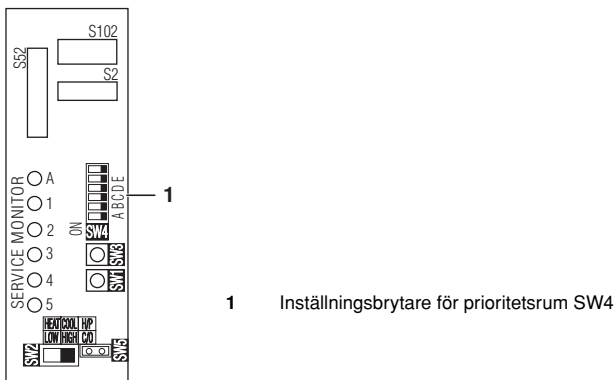 S102
S52
S2
SERVICE MONITOR
A
1
2
3
4
5
ON
A B C D E
SW4
SW3
SW1
1
HEAT COOL H/P
LOW HIGH C/O
SW2
SW5
1 Inställningsbrytare för prioritetsrum SW4